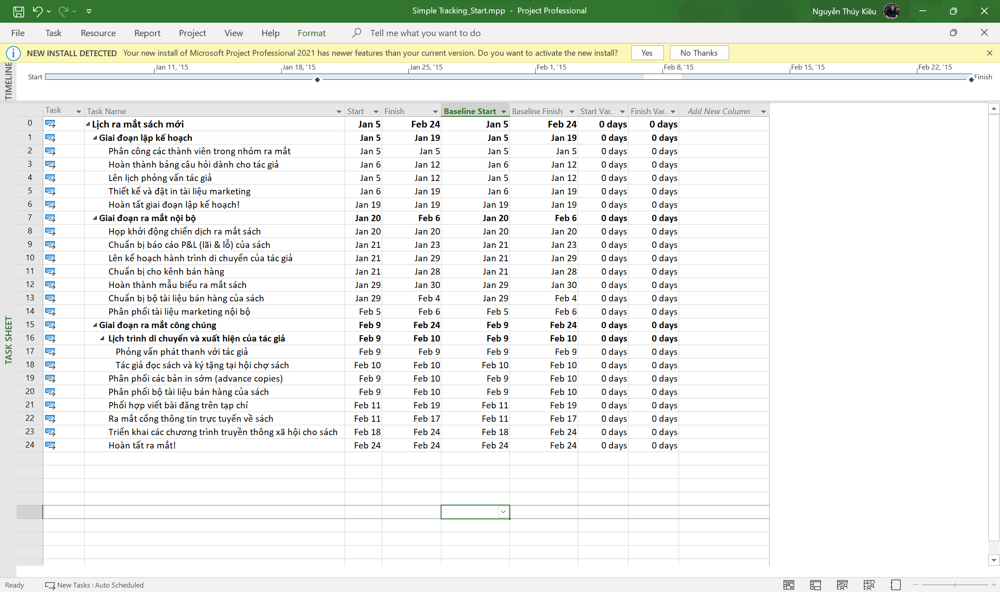 Simple Tracking_Start.mpp - Project Professional
Nguyễn Thúy Kiều
File Task Resource Report Project View Help Format Tell me what you want to do
NEW INSTALL DETECTED Your new install of Microsoft Project Professional 2021 has newer features than your current version. Do you want to activate the new install? Yes No Thanks
TIMELINE
Jan 11, '15 Jan 18, '15 Jan 25, '15 Feb 1, '15 Feb 8, '15 Feb 15, '15 Feb 22, '15
Start Finish
TASK SHEET
Task Task Name Start Finish Baseline Start Baseline Finish Start Var. Finish Var. Add New Column
0 Lịch ra mắt sách mới Jan 5 Feb 24 Jan 5 Feb 24 0 days 0 days
1 Giai đoạn lập kế hoạch Jan 5 Jan 19 Jan 5 Jan 19 0 days 0 days
2 Phân công các thành viên trong nhóm ra mắt Jan 5 Jan 5 Jan 5 Jan 5 0 days 0 days
3 Hoàn thành bảng câu hỏi dành cho tác giả Jan 6 Jan 12 Jan 6 Jan 12 0 days 0 days
4 Lên lịch phỏng vấn tác giả Jan 5 Jan 12 Jan 5 Jan 12 0 days 0 days
5 Thiết kế và đặt in tài liệu marketing Jan 6 Jan 19 Jan 6 Jan 19 0 days 0 days
6 Hoàn tất giai đoạn lập kế hoạch! Jan 19 Jan 19 Jan 19 Jan 19 0 days 0 days
7 Giai đoạn ra mắt nội bộ Jan 20 Feb 6 Jan 20 Feb 6 0 days 0 days
8 Họp khởi động chiến dịch ra mắt sách Jan 20 Jan 20 Jan 20 Jan 20 0 days 0 days
9 Chuẩn bị báo cáo P&L (lãi & lỗ) của sách Jan 21 Jan 23 Jan 21 Jan 23 0 days 0 days
10 Lên kế hoạch hành trình di chuyển của tác giả Jan 21 Jan 29 Jan 21 Jan 29 0 days 0 days
11 Chuẩn bị cho kênh bán hàng Jan 21 Jan 28 Jan 21 Jan 28 0 days 0 days
12 Hoàn thành mẫu biểu ra mắt sách Jan 29 Jan 30 Jan 29 Jan 30 0 days 0 days
13 Chuẩn bị bộ tài liệu bán hàng của sách Jan 29 Feb 4 Jan 29 Feb 4 0 days 0 days
14 Phân phối tài liệu marketing nội bộ Feb 5 Feb 6 Feb 5 Feb 6 0 days 0 days
15 Giai đoạn ra mắt công chúng Feb 9 Feb 24 Feb 9 Feb 24 0 days 0 days
16 Lịch trình di chuyển và xuất hiện của tác giả Feb 9 Feb 10 Feb 9 Feb 10 0 days 0 days
17 Phỏng vấn phát thanh với tác giả Feb 9 Feb 9 Feb 9 Feb 9 0 days 0 days
18 Tác giả đọc sách và ký tặng tại hội chợ sách Feb 10 Feb 10 Feb 10 Feb 10 0 days 0 days
19 Phân phối các bản in sớm (advance copies) Feb 9 Feb 10 Feb 9 Feb 10 0 days 0 days
20 Phân phối bộ tài liệu bán hàng của sách Feb 9 Feb 10 Feb 9 Feb 10 0 days 0 days
21 Phối hợp viết bài đăng trên tạp chí Feb 11 Feb 19 Feb 11 Feb 19 0 days 0 days
22 Ra mắt cổng thông tin trực tuyến về sách Feb 11 Feb 17 Feb 11 Feb 17 0 days 0 days
23 Triển khai các chương trình truyền thông xã hội cho sách Feb 18 Feb 24 Feb 18 Feb 24 0 days 0 days
24 Hoàn tất ra mắt! Feb 24 Feb 24 Feb 24 Feb 24 0 days 0 days
Ready New Tasks : Auto Scheduled